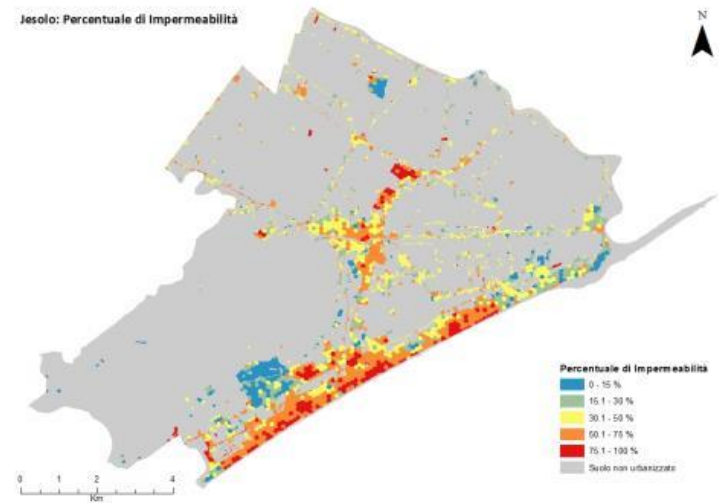 Jesolo: Percentuale di Impermeabilità
N
Percentuale di Impermeabilità
0 - 15 %
15.1 - 30 %
30.1 - 50 %
50.1 - 75 %
75.1 - 100 %
Suolo non urbanizzato
0 1 2 4
Km